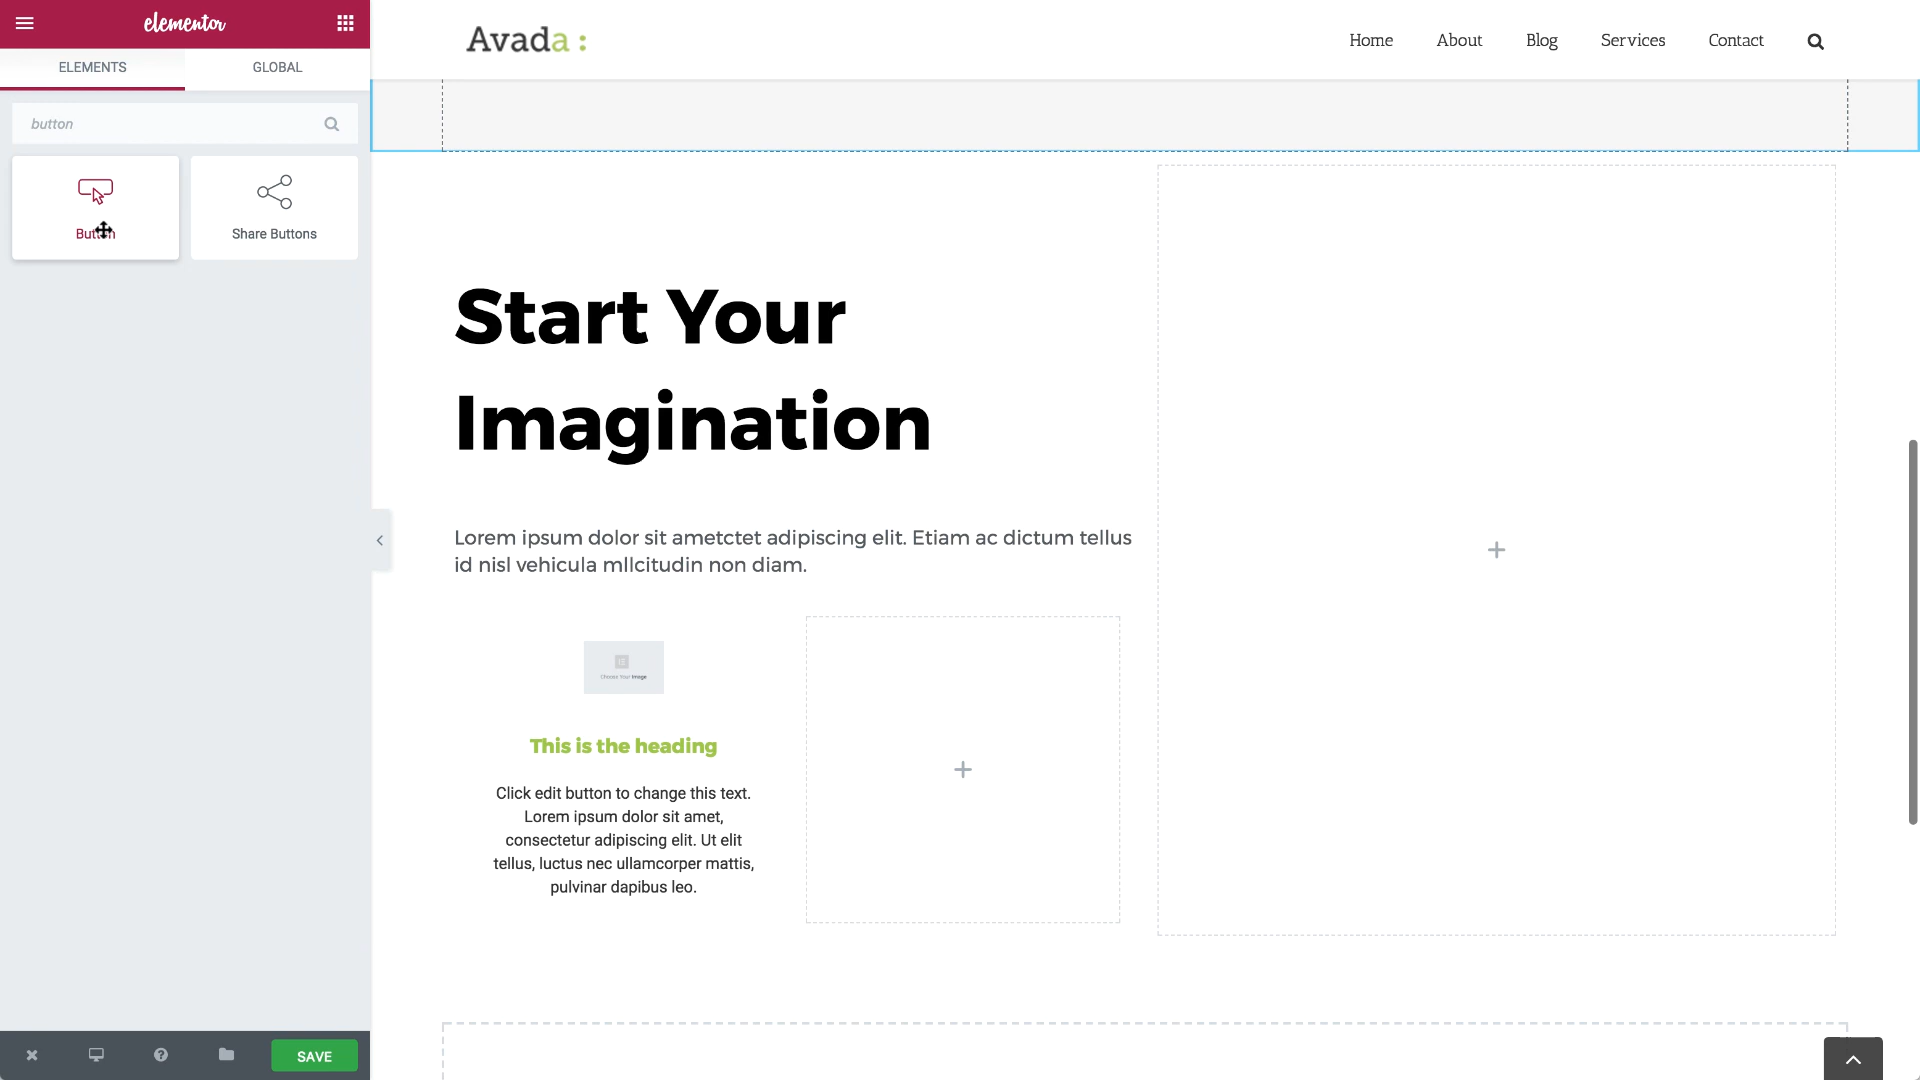 elementor
ELEMENTS
GLOBAL
button
Button
Share Buttons
SAVE
Avada :
Home
About
Blog
Services
Contact
Start Your
Imagination
Lorem ipsum dolor sit ametctet adipiscing elit. Etiam ac dictum tellus
id nisl vehicula mllcitudin non diam.
Choose Your Image
This is the heading
Click edit button to change this text.
Lorem ipsum dolor sit amet,
consectetur adipiscing elit. Ut elit
tellus, luctus nec ullamcorper mattis,
pulvinar dapibus leo.